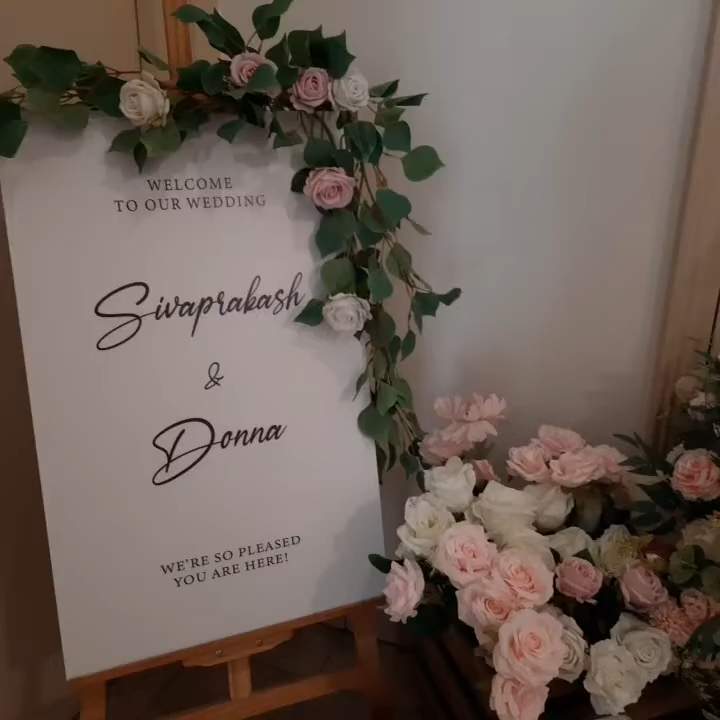 WELCOME
TO OUR WEDDING
Sivaprakash
&
Donna
WE'RE SO PLEASED
YOU ARE HERE!